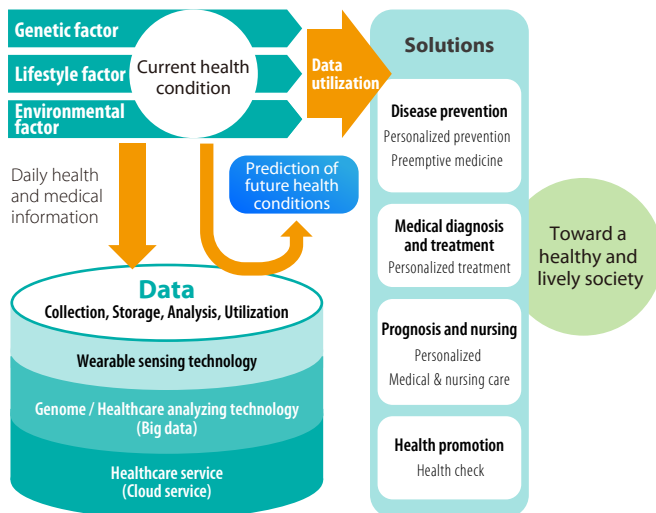 Genetic factor
Lifestyle factor
Environmental
factor
Current health
condition
Data
utilization
Daily health
and medical
information
Prediction of
future health
conditions
Data
Collection, Storage, Analysis, Utilization
Wearable sensing technology
Genome / Healthcare analyzing technology
(Big data)
Healthcare service
(Cloud service)
Solutions
Disease prevention
Personalized prevention
Preemptive medicine
Medical diagnosis
and treatment
Personalized treatment
Prognosis and nursing
Personalized
Medical & nursing care
Health promotion
Health check
Toward a
healthy and
lively society